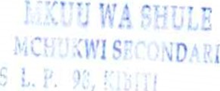 MKUU WA SHULE
MCHUKWI SECONDARI
S L. P. 98, KIBITI